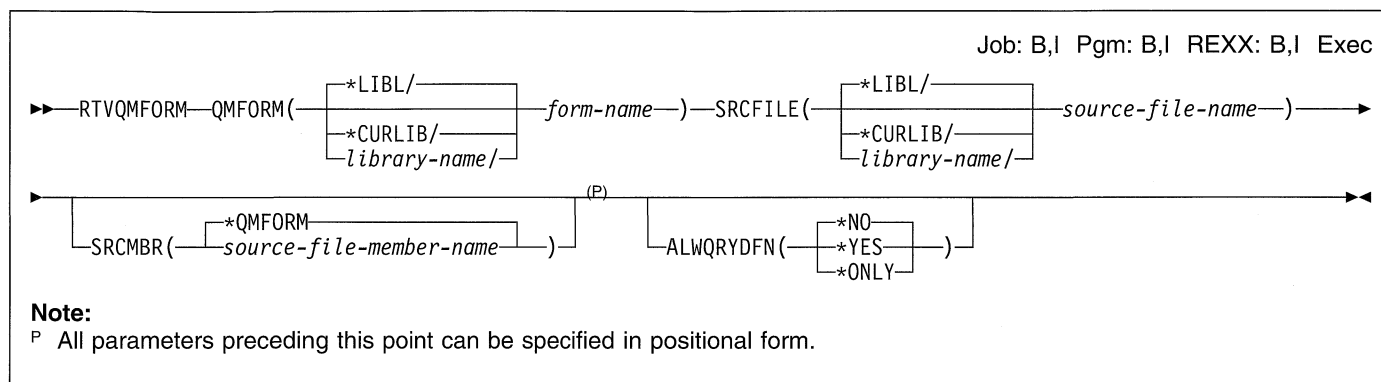 Job: B,I Pgm: B,I REXX: B,I Exec
*LIBL/ *LIBL/
RTVQMFORM QMFORM( form-name ) SRCFILE( source-file-name )
*CURLIB/ *CURLIB/
library-name/ library-name/
(P)
*QMFORM *NO
SRCMBR( source-file-member-name ) ALWQRYDFN( *YES )
*ONLY
Note:
P All parameters preceding this point can be specified in positional form.